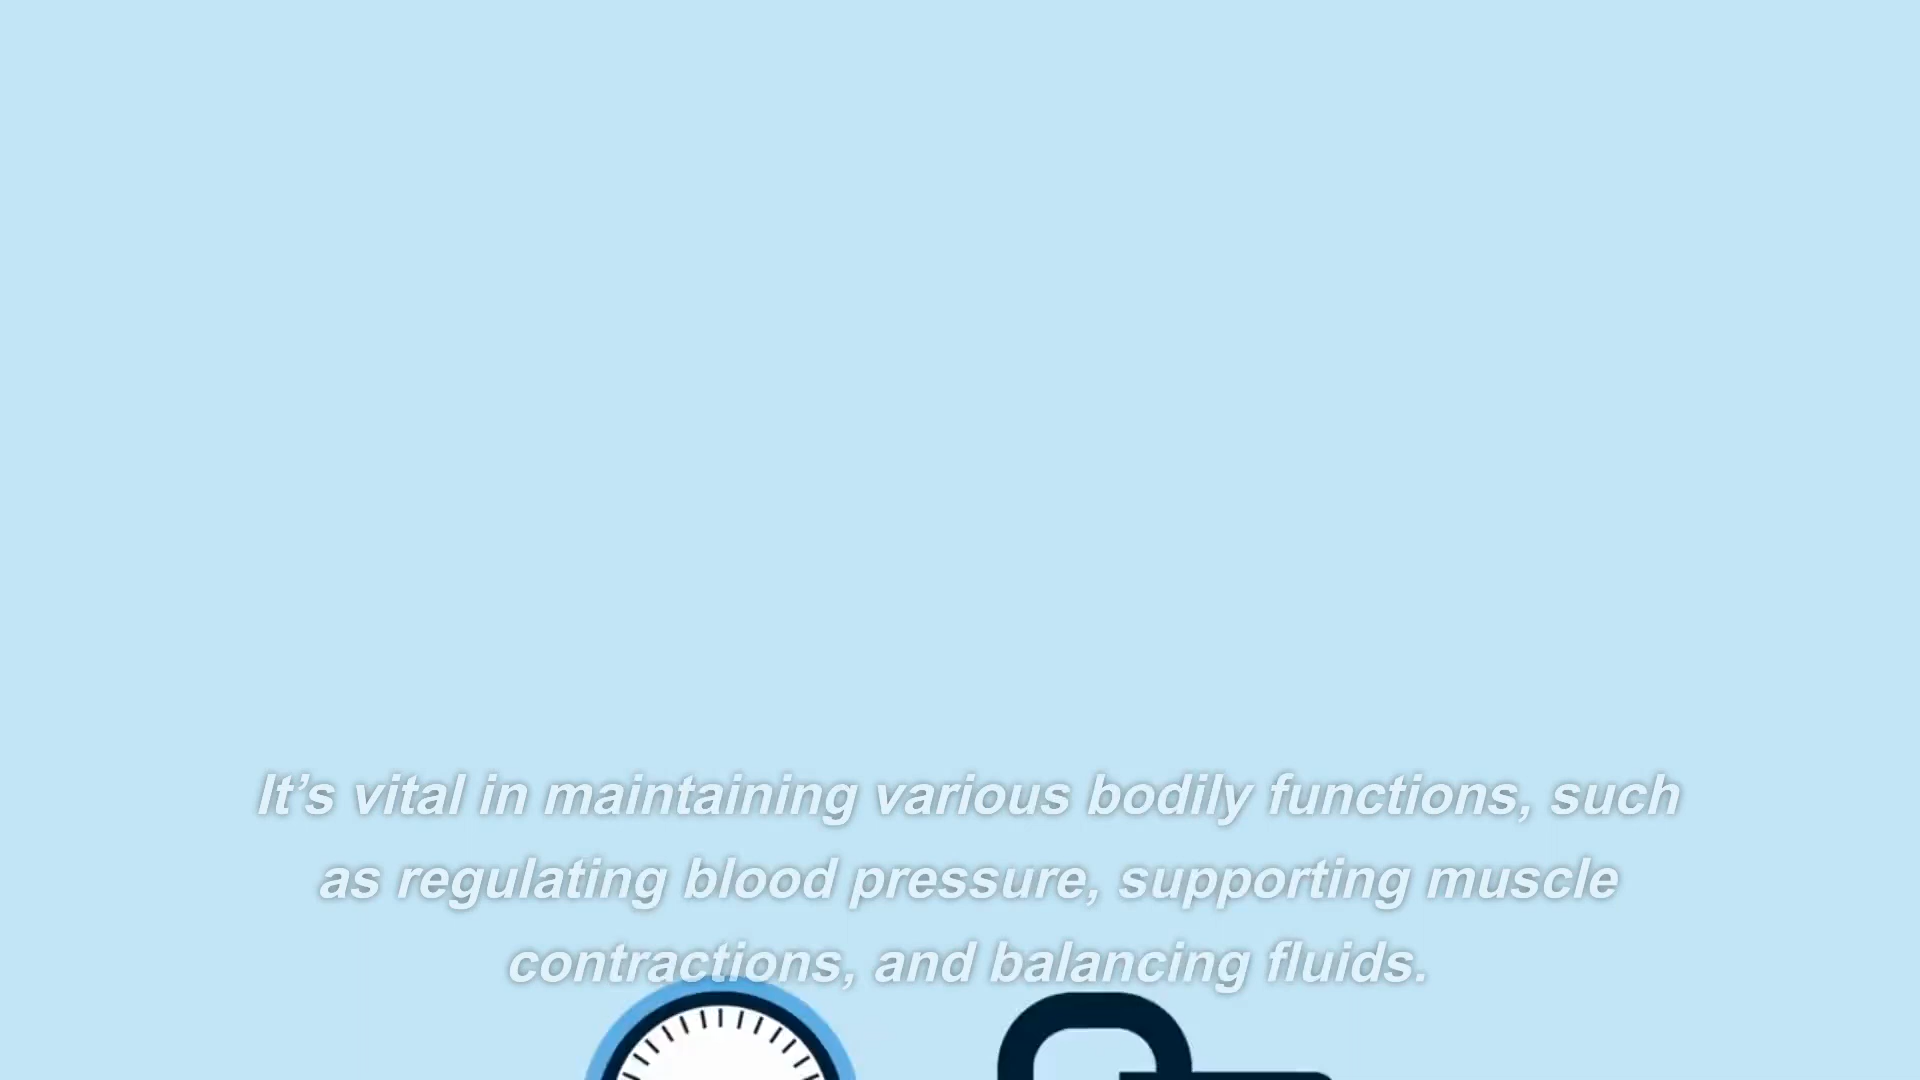 It’s vital in maintaining various bodily functions, such
as regulating blood pressure, supporting muscle
contractions, and balancing fluids.